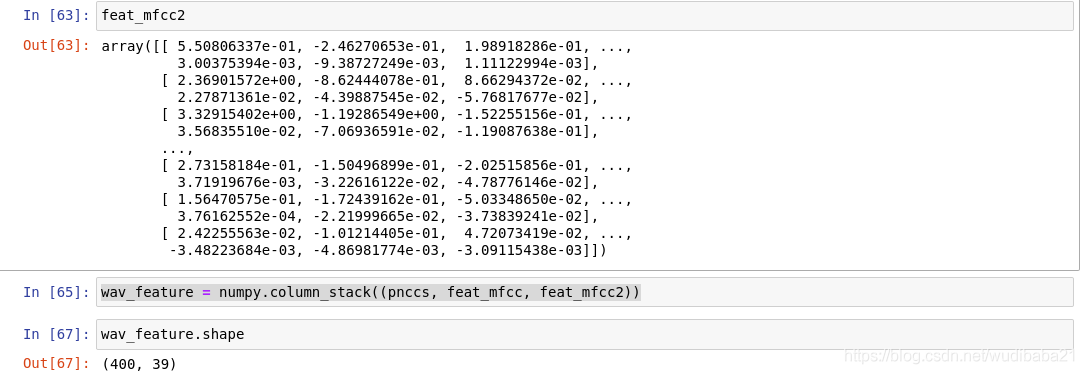 In [63]: feat_mfcc2
Out[63]: array([[ 5.50806337e-01, -2.46270653e-01,  1.98918286e-01, ...,
3.00375394e-03, -9.38727249e-03,  1.11122994e-03],
[ 2.36901572e+00, -8.62444078e-01,  8.66294372e-02, ...,
2.27871361e-02, -4.39887545e-02, -5.76817677e-02],
[ 3.32915402e+00, -1.19286549e+00, -1.52255156e-01, ...,
3.56835510e-02, -7.06936591e-02, -1.19087638e-01],
...,
[ 2.73158184e-01, -1.50496899e-01, -2.02515856e-01, ...,
3.71919676e-03, -3.22616122e-02, -4.78776146e-02],
[ 1.56470575e-01, -1.72439162e-01, -5.03348650e-02, ...,
3.76162552e-04, -2.21999665e-02, -3.73839241e-02],
[ 2.42255563e-02, -1.01214405e-01,  4.72073419e-02, ...,
-3.48223684e-03, -4.86981774e-03, -3.09115438e-03]])
In [65]: wav_feature = numpy.column_stack((pnccs, feat_mfcc, feat_mfcc2))
In [67]: wav_feature.shape
Out[67]: (400, 39)
https://blog.csdn.net/wudibaba21